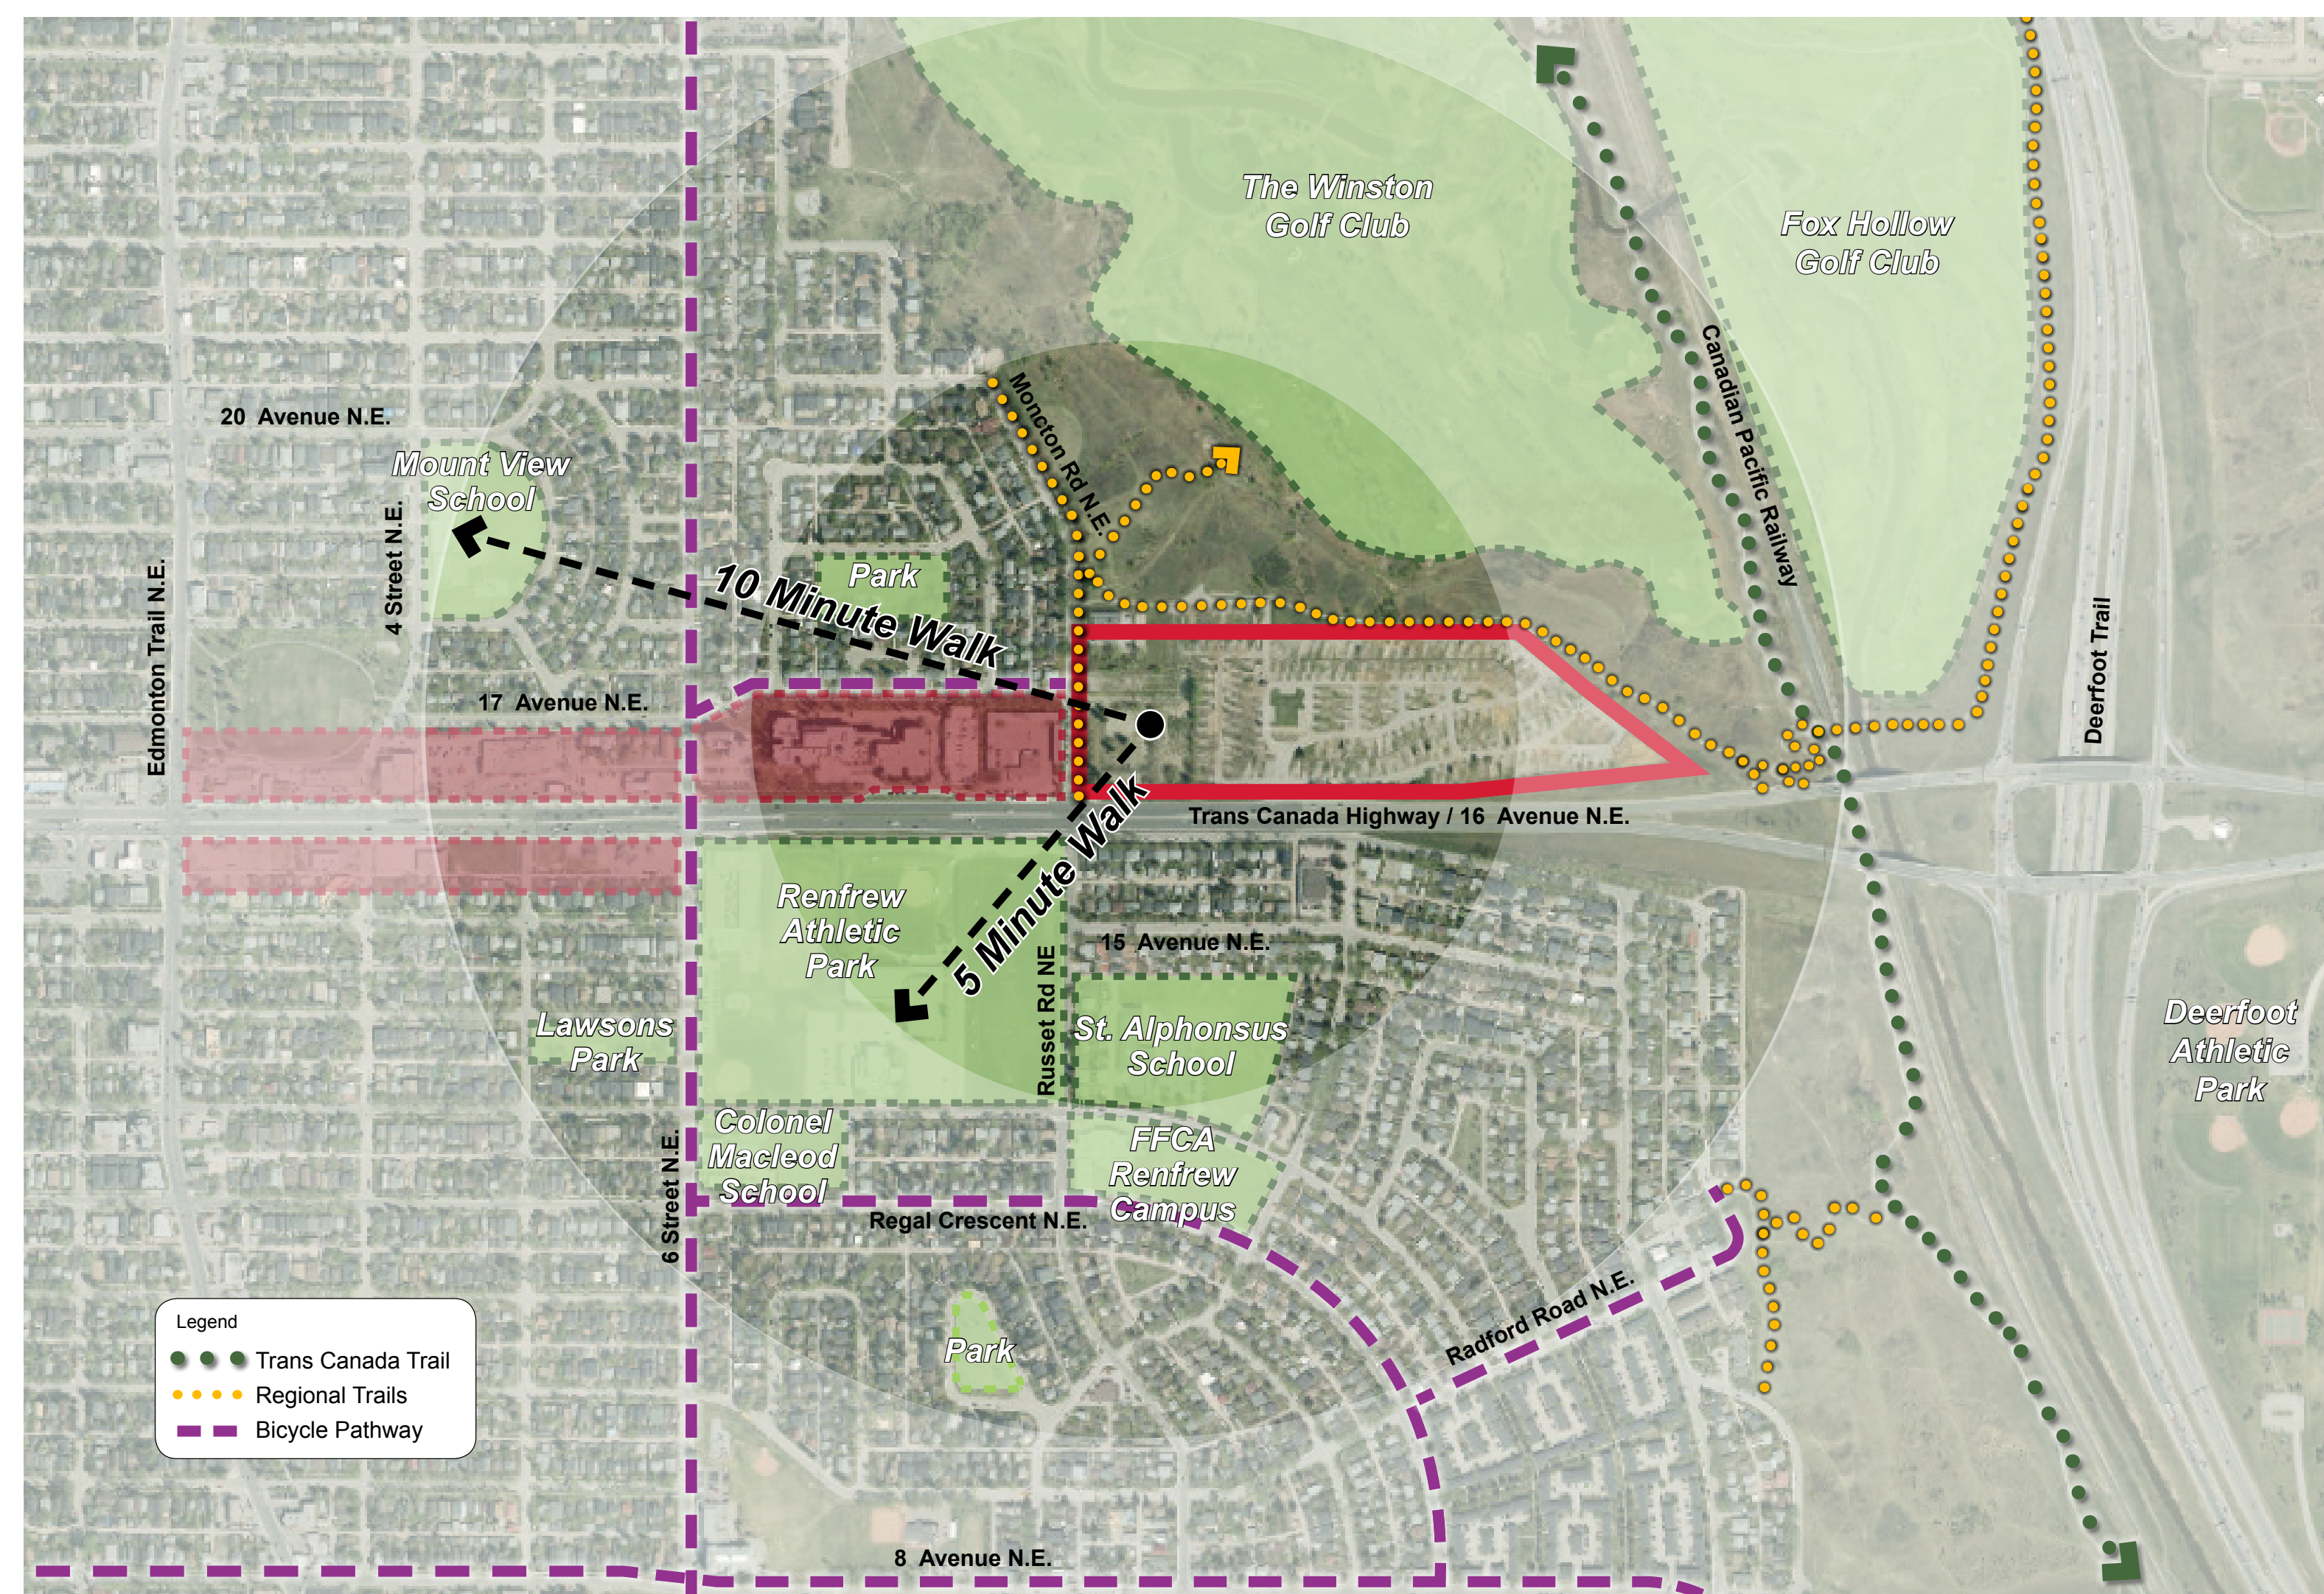 The Winston
Golf Club
Fox Hollow
Golf Club
Canadian Pacific Railway
Moncton Rd N.E.
20 Avenue N.E.
Mount View
School
4 Street N.E.
Edmonton Trail N.E.
Park
10 Minute Walk
17 Avenue N.E.
Deerfoot Trail
Trans Canada Highway / 16 Avenue N.E.
5 Minute Walk
Renfrew
Athletic
Park
15 Avenue N.E.
Russet Rd NE
Lawsons
Park
St. Alphonsus
School
Deerfoot
Athletic
Park
Colonel
Macleod
School
FFCA
Renfrew
Campus
6 Street N.E.
Regal Crescent N.E.
Radford Road N.E.
Park
Legend
Trans Canada Trail
Regional Trails
Bicycle Pathway
8 Avenue N.E.